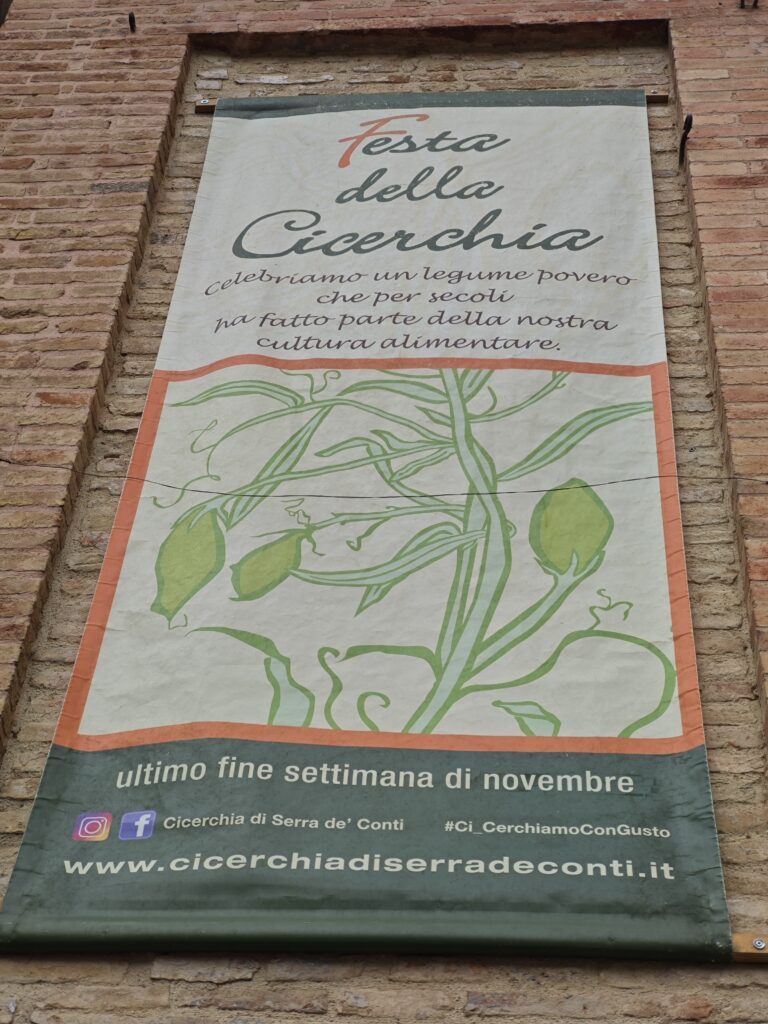 Festa
della
Cicerchia
Celebriamo un legume povero
che per secoli
ha fatto parte della nostra
cultura alimentare.
ultimo fine settimana di novembre
Cicerchia di Serra de' Conti #Ci_CerchiamoConGusto
www.cicerchiadiserradeconti.it